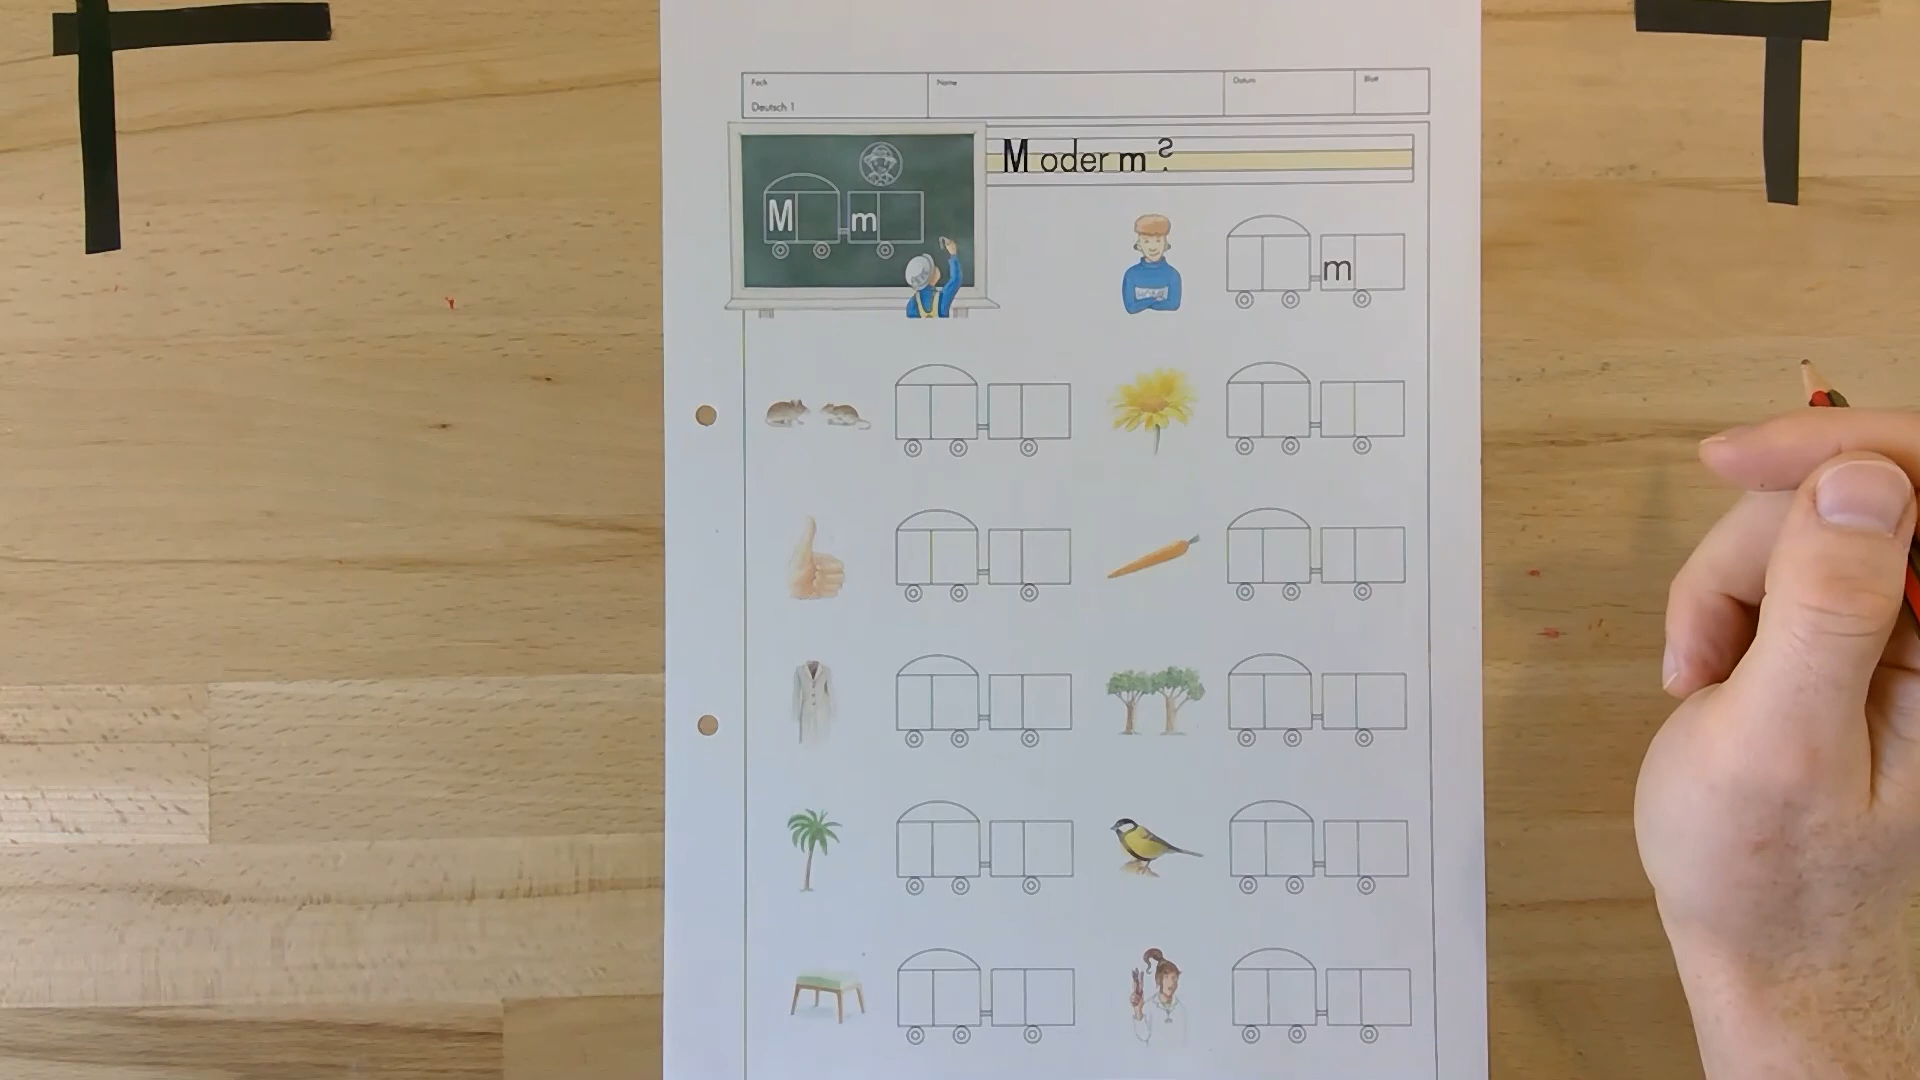 Fach
Name
Datum
Blatt
Deutsch 1
M oder m ?
M m
m